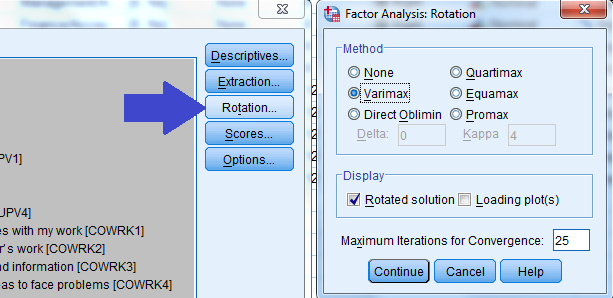 Descriptives...
Extraction...
Rotation...
Scores...
Options...
PV1]
UPV4]
es with my work [COWRK1]
r's work [COWRK2]
nd information [COWRK3]
eas to face problems [COWRK4]
Factor Analysis: Rotation
Method
None Quartimax
Varimax Equamax
Direct Oblimin Promax
Delta: 0 Kappa 4
Display
Rotated solution Loading plot(s)
Maximum Iterations for Convergence: 25
Continue Cancel Help